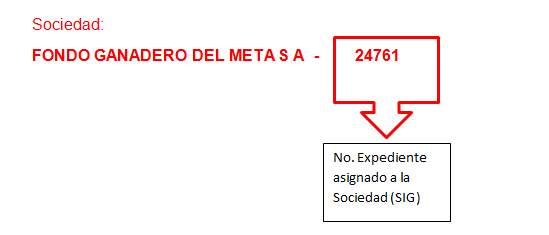 Sociedad:
FONDO GANADERO DEL META S A - 24761
No. Expediente
asignado a la
Sociedad (SIG)